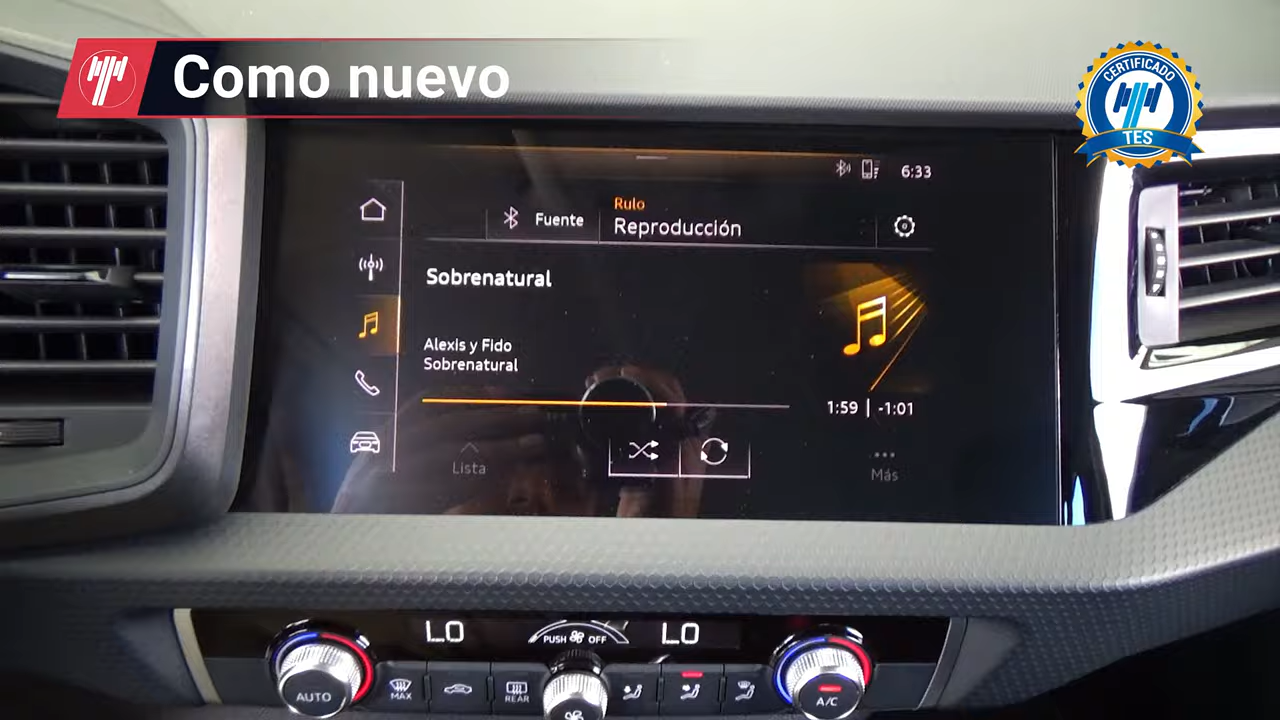 Como nuevo
CERTIFICADO
TES
6:33
Fuente
Rulo
Reproducción
Sobrenatural
Alexis y Fido
Sobrenatural
1:59 | -1:01
Lista
Más
LO
PUSH OFF
LO
AUTO
MAX
REAR
A/C